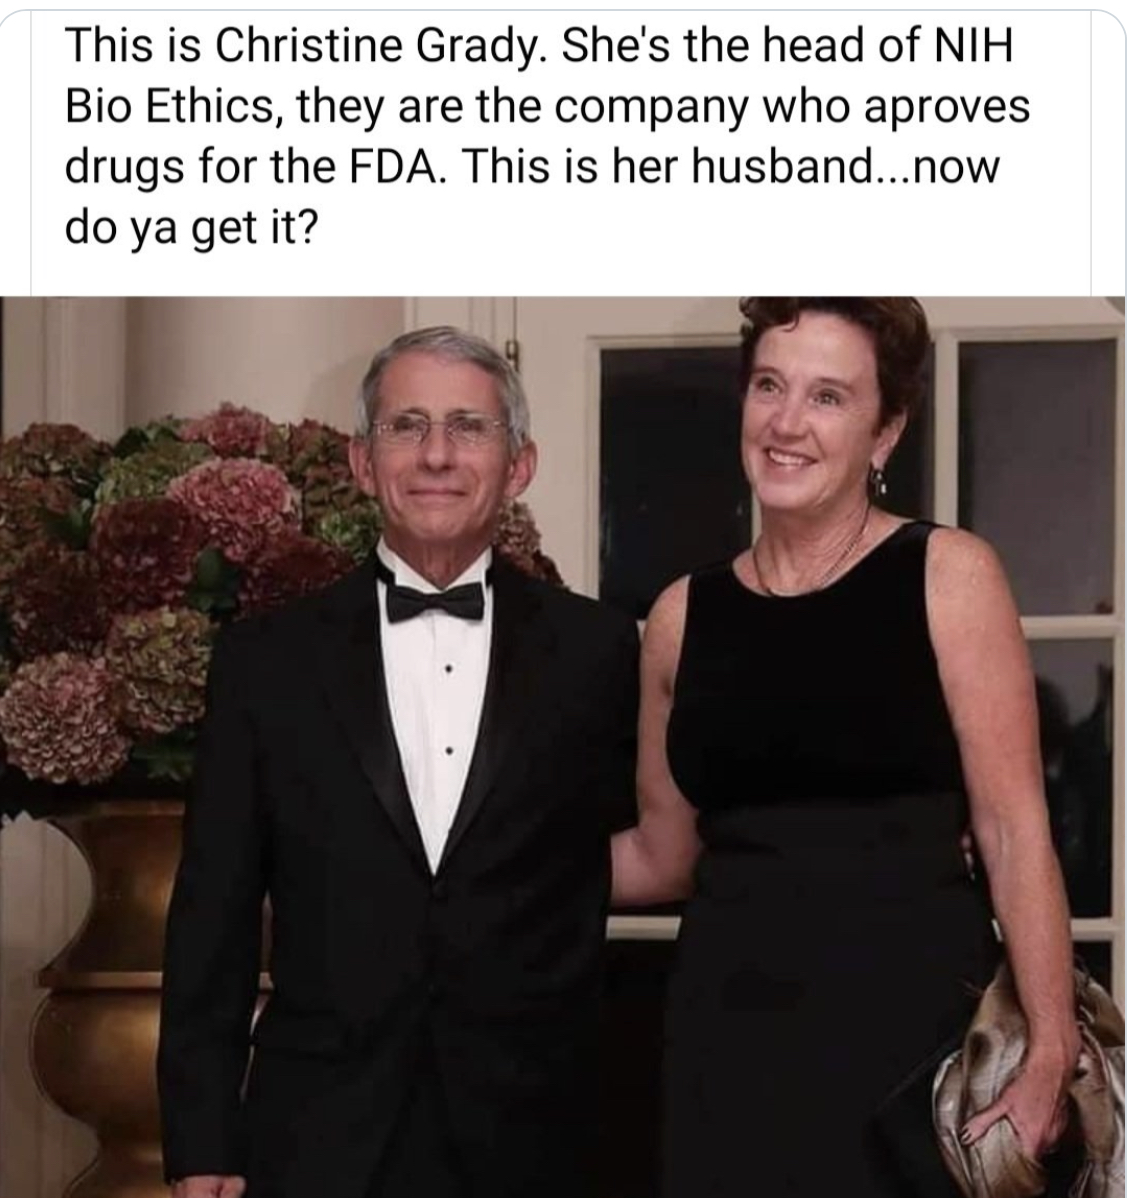 This is Christine Grady. She's the head of NIH
Bio Ethics, they are the company who aproves
drugs for the FDA. This is her husband...now
do ya get it?